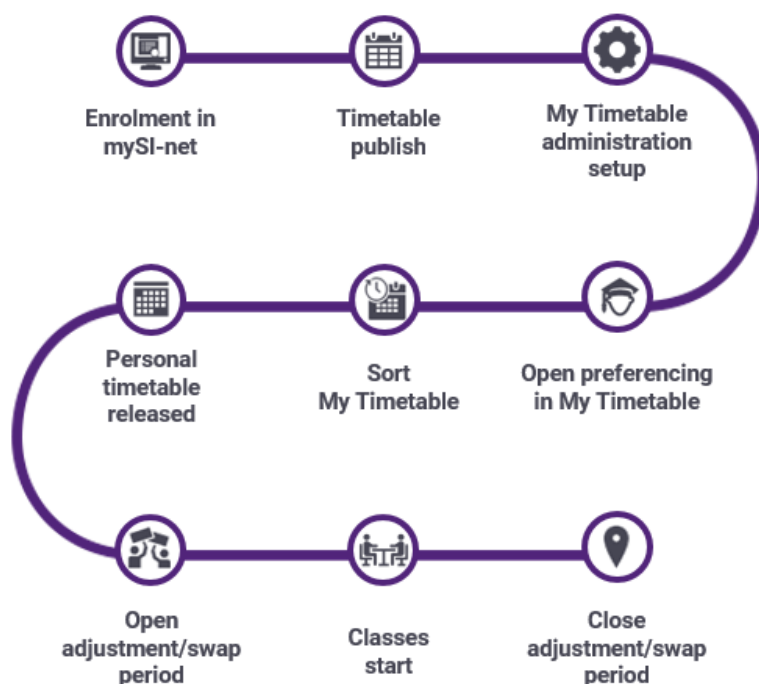 Enrolment in
mySI-net
Timetable
publish
My Timetable
administration
setup
Open preferencing
in My Timetable
Sort
My Timetable
Personal
timetable
released
Open
adjustment/swap
period
Classes
start
Close
adjustment/swap
period